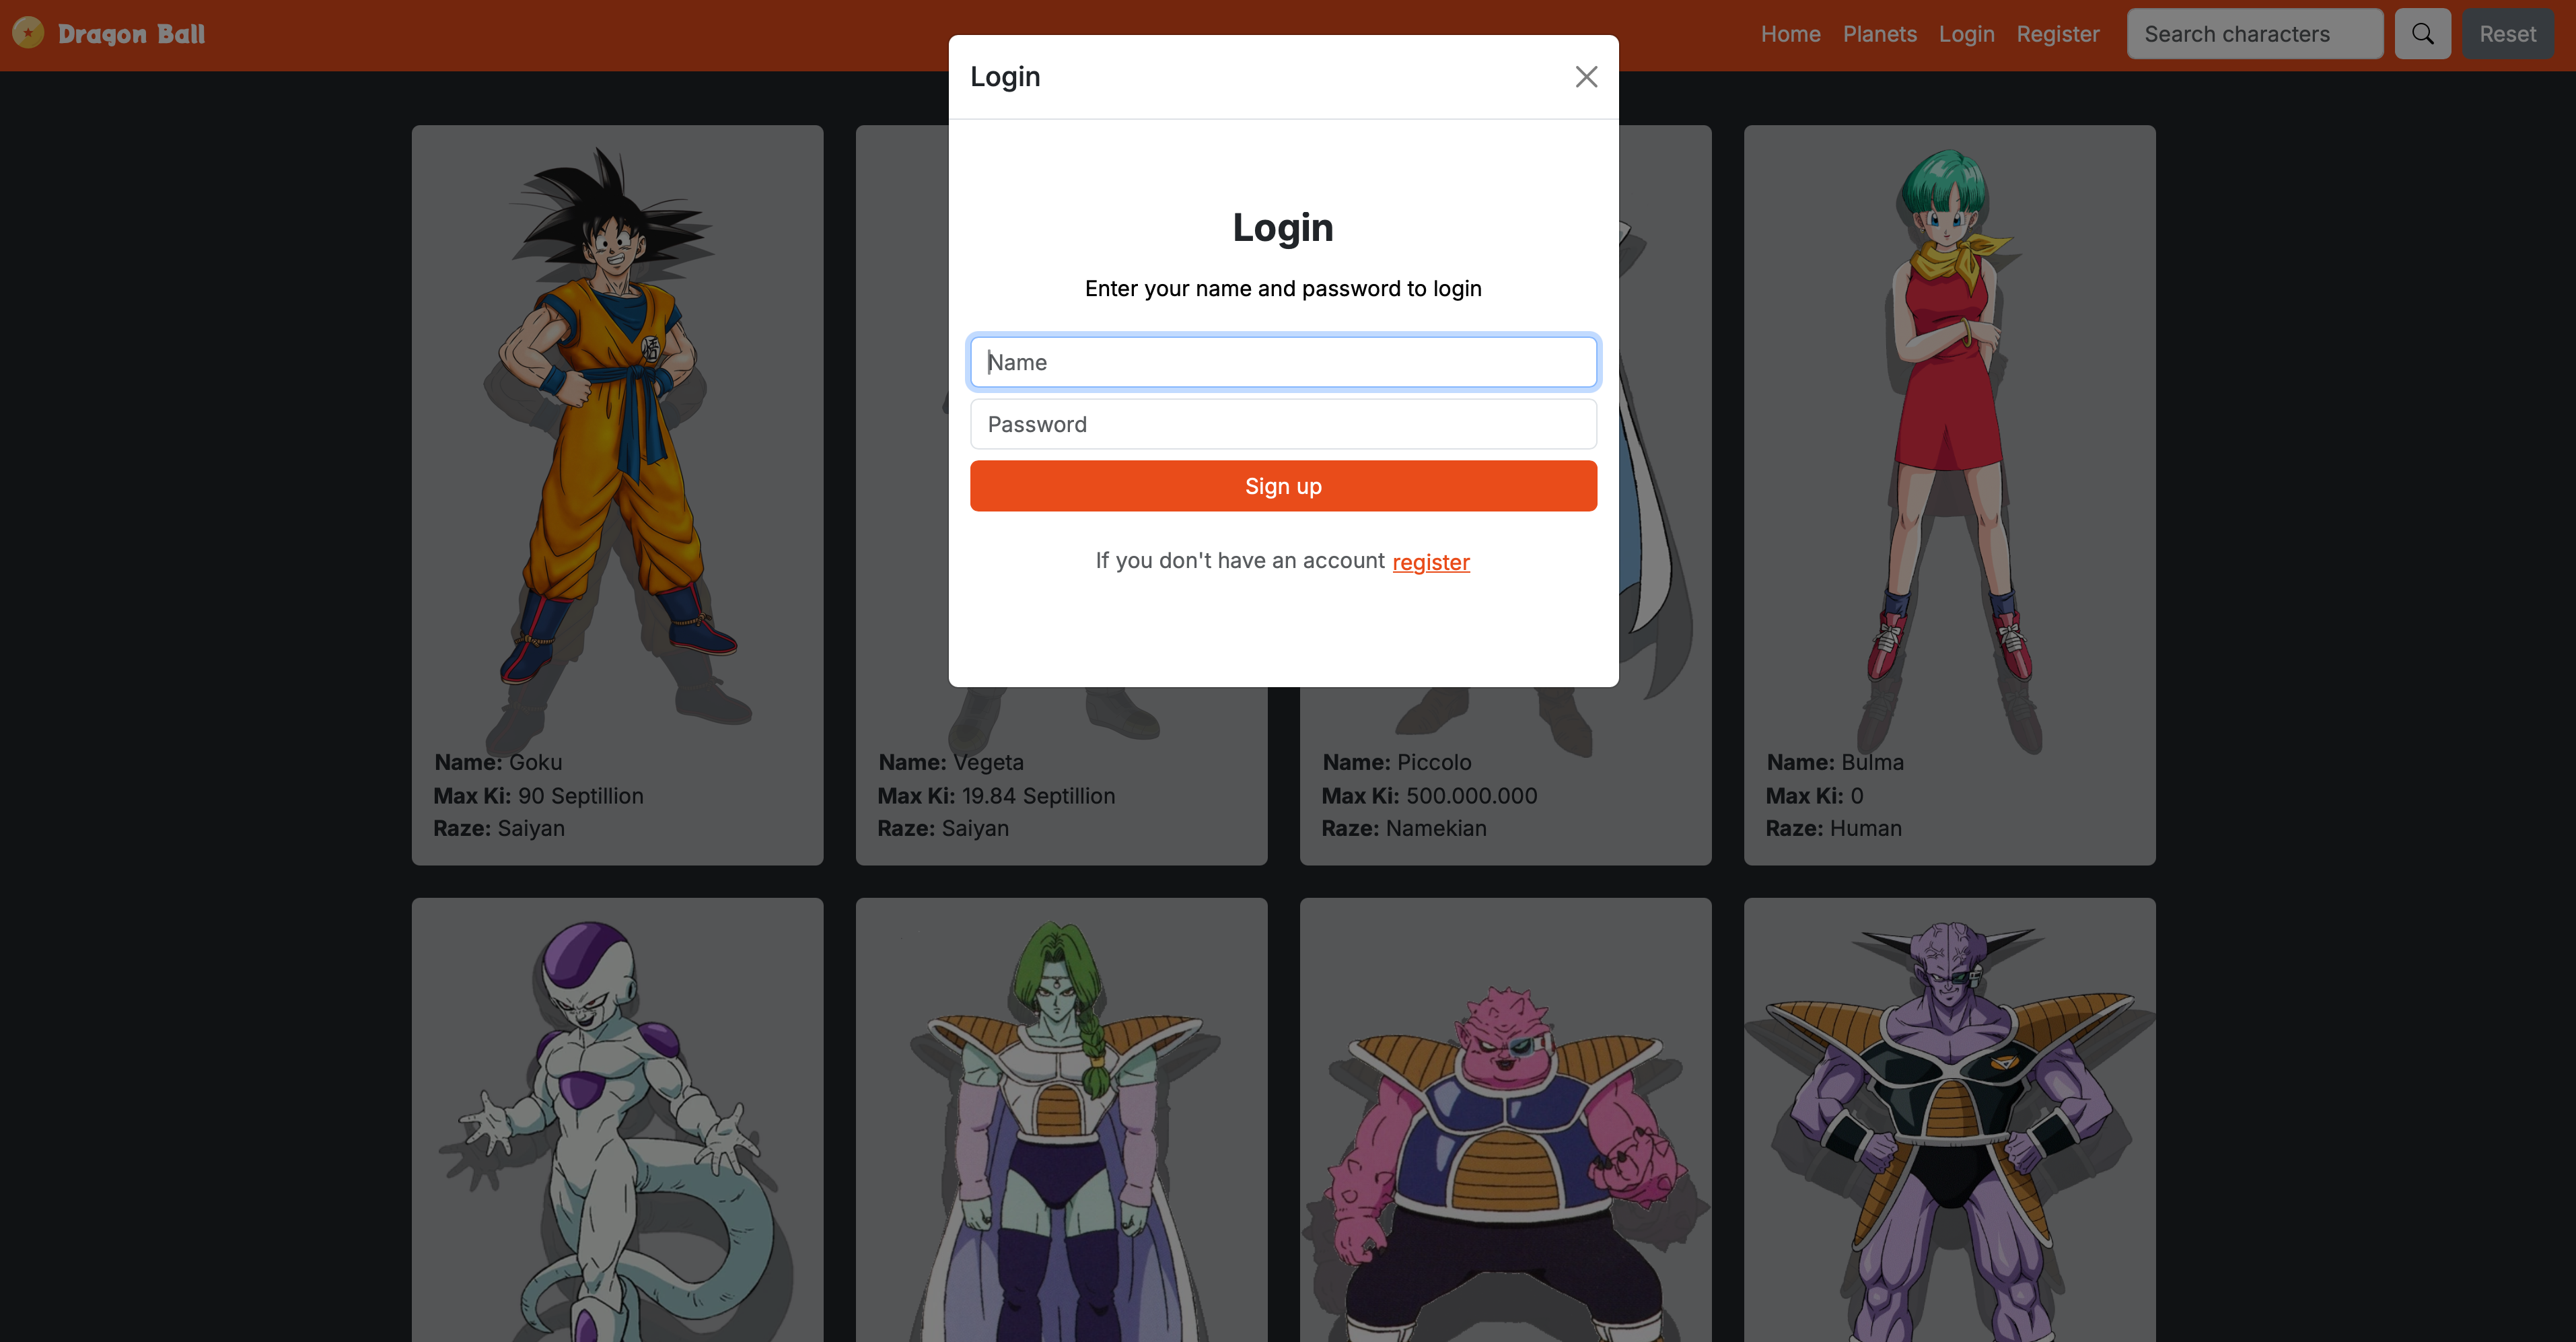 Dragon Ball
Home Planets Login Register Search characters Reset
Login
Login
Enter your name and password to login
Name
Password
Sign up
If you don't have an account register
Name: Goku
Max Ki: 90 Septillion
Raze: Saiyan
Name: Vegeta
Max Ki: 19.84 Septillion
Raze: Saiyan
Name: Piccolo
Max Ki: 500.000.000
Raze: Namekian
Name: Bulma
Max Ki: 0
Raze: Human
悟